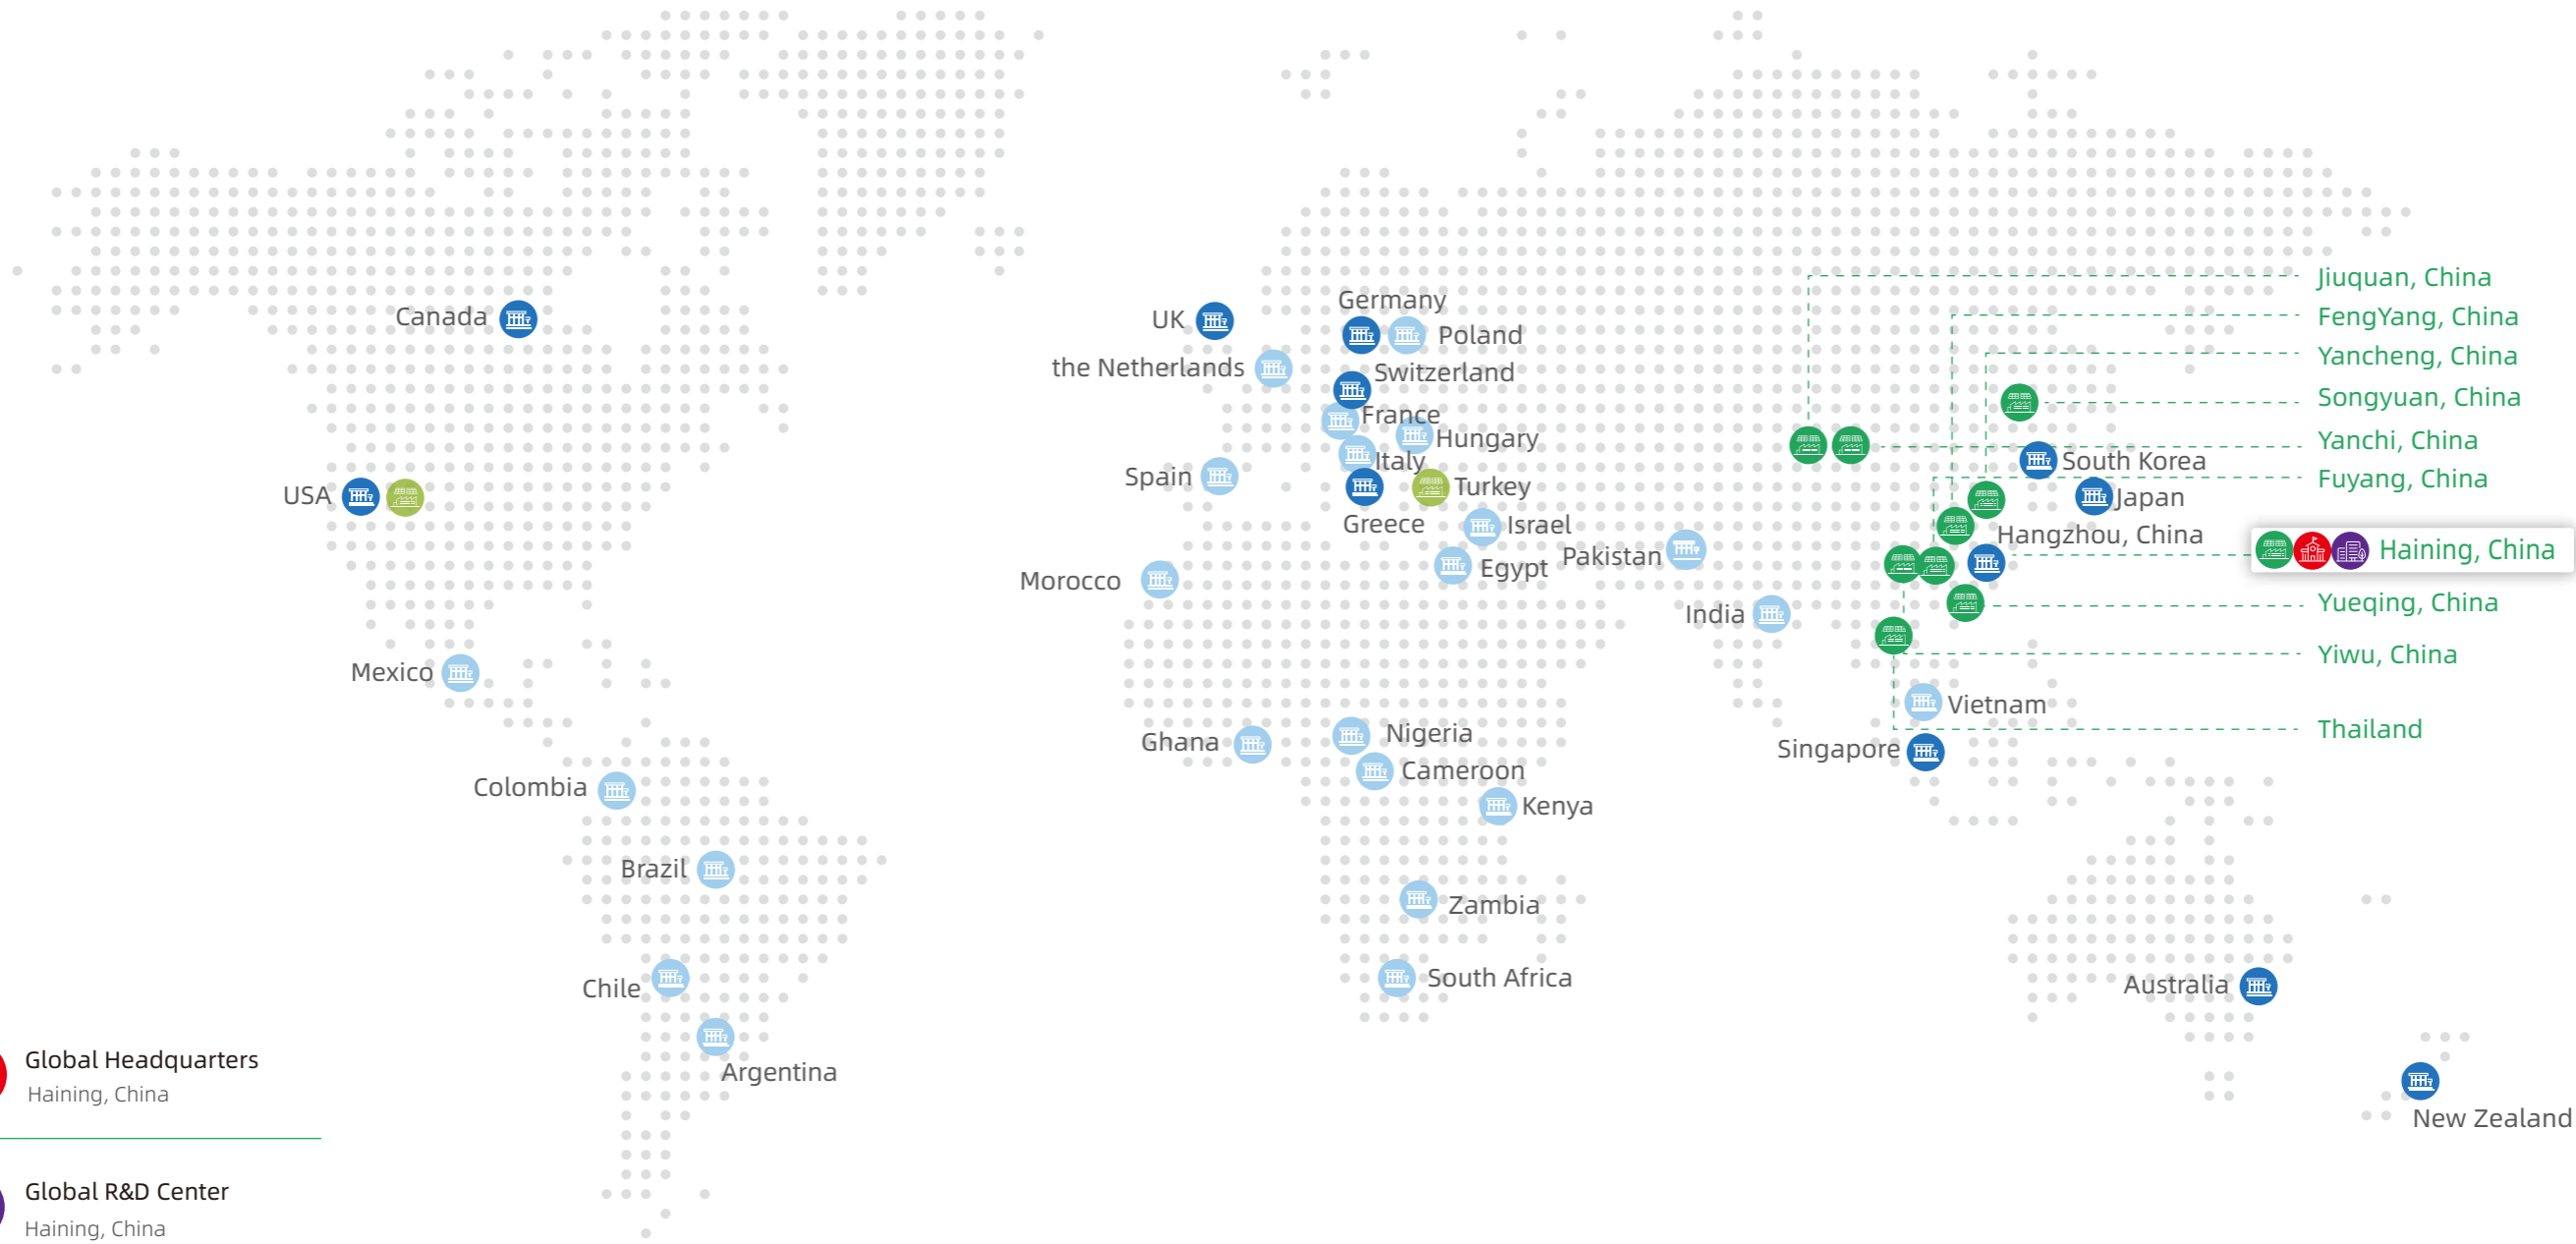 Canada
USA
Mexico
Colombia
Brazil
Chile
Argentina
UK
the Netherlands
Spain
Morocco
Germany
Poland
Switzerland
France
Hungary
Italy
Turkey
Greece
Israel
Egypt
Pakistan
India
Ghana
Nigeria
Cameroon
Kenya
Zambia
South Africa
South Korea
Japan
Hangzhou, China
Vietnam
Singapore
Australia
New Zealand
Jiuquan, China
FengYang, China
Yancheng, China
Songyuan, China
Yanchi, China
Fuyang, China
Haining, China
Yueqing, China
Yiwu, China
Thailand
Global Headquarters
Haining, China
Global R&D Center
Haining, China